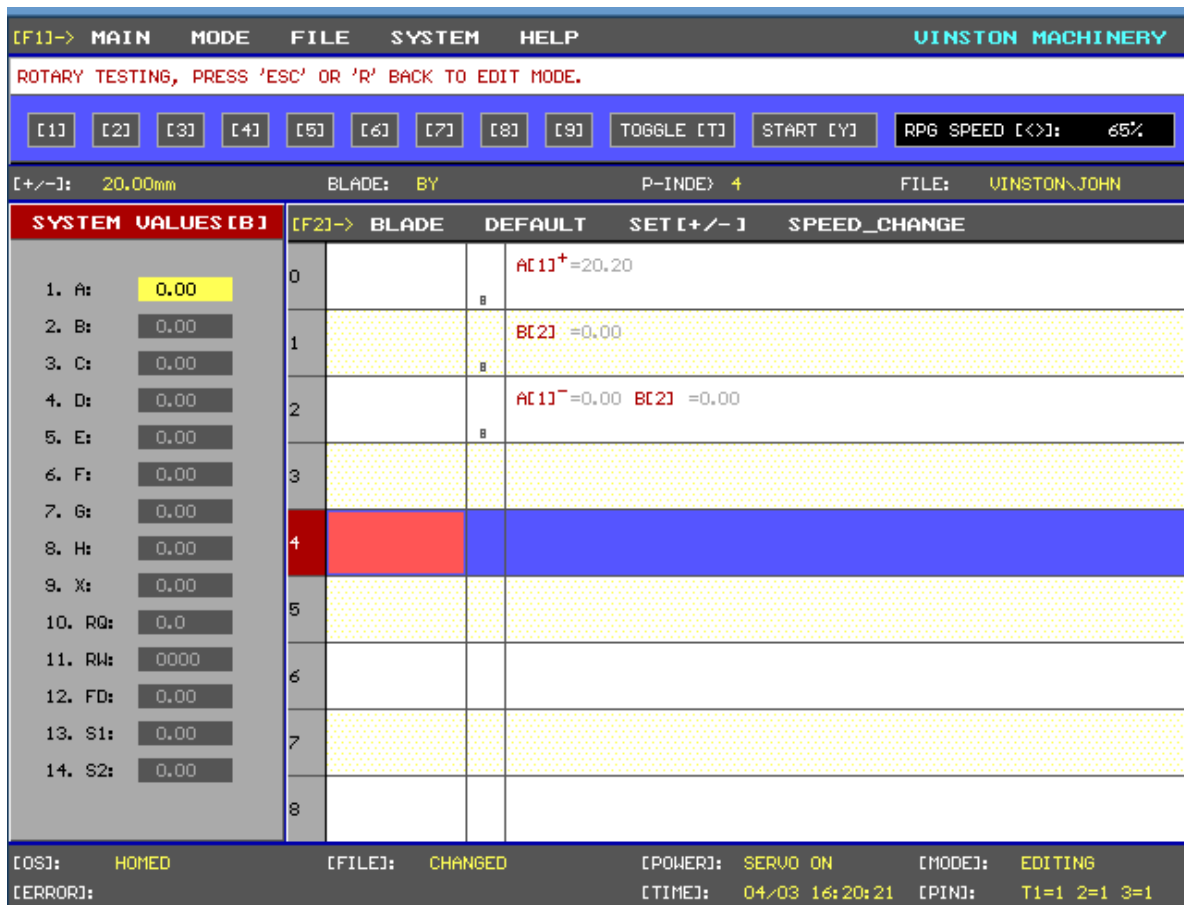 [F1]-> MAIN MODE FILE SYSTEM HELP VINSTON MACHINERY
ROTARY TESTING, PRESS 'ESC' OR 'R' BACK TO EDIT MODE.
[1] [2] [3] [4] [5] [6] [7] [8] [9] TOGGLE [T] START [Y] RPG SPEED [<>]: 65%
[+/-]: 20.00mm BLADE: BY P-INDE> 4 FILE: VINSTON\JOHN
SYSTEM VALUES[B] [F2]-> BLADE DEFAULT SET[+/-] SPEED_CHANGE
1. A: 0.00
2. B: 0.00
3. C: 0.00
4. D: 0.00
5. E: 0.00
6. F: 0.00
7. G: 0.00
8. H: 0.00
9. X: 0.00
10. RQ: 0.0
11. RW: 0000
12. FD: 0.00
13. S1: 0.00
14. S2: 0.00
0 A[1]+=20.20
1 B[2] =0.00
2 A[1]-=0.00 B[2] =0.00
3
4
5
6
7
8
[OS]: HOMED [FILE]: CHANGED [POWER]: SERVO ON [MODE]: EDITING
[ERROR]: [TIME]: 04/03 16:20:21 [PIN]: T1=1 2=1 3=1